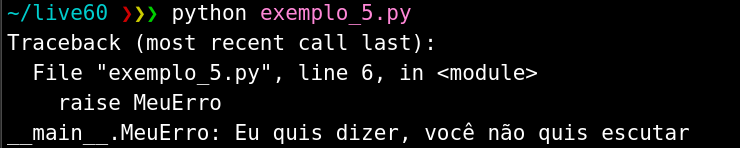 ~/live60 ❯❯❯ python exemplo_5.py
Traceback (most recent call last):
  File "exemplo_5.py", line 6, in <module>
    raise MeuErro
__main__.MeuErro: Eu quis dizer, você não quis escutar